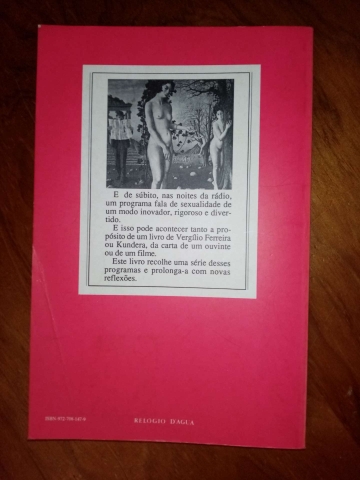 E de súbito, nas noites da rádio,
um programa fala de sexualidade de
um modo inovador, rigoroso e diver-
tido.
E isso pode acontecer tanto a pro-
pósito de um livro de Vergílio Ferreira
ou Kundera, da carta de um ouvinte
ou de um filme.
Este livro recolhe uma série desses
programas e prolonga-a com novas
reflexões.
RELÓGIO D'ÁGUA